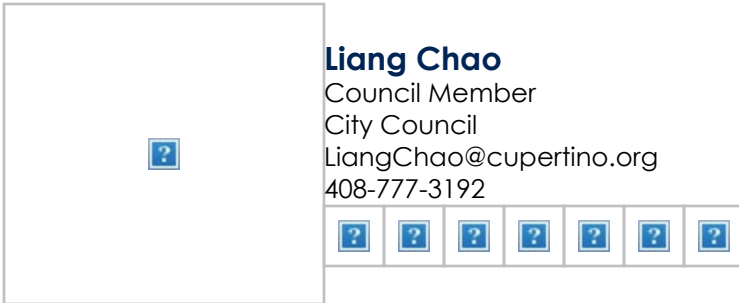 Liang Chao
Council Member
City Council
LiangChao@cupertino.org
408-777-3192